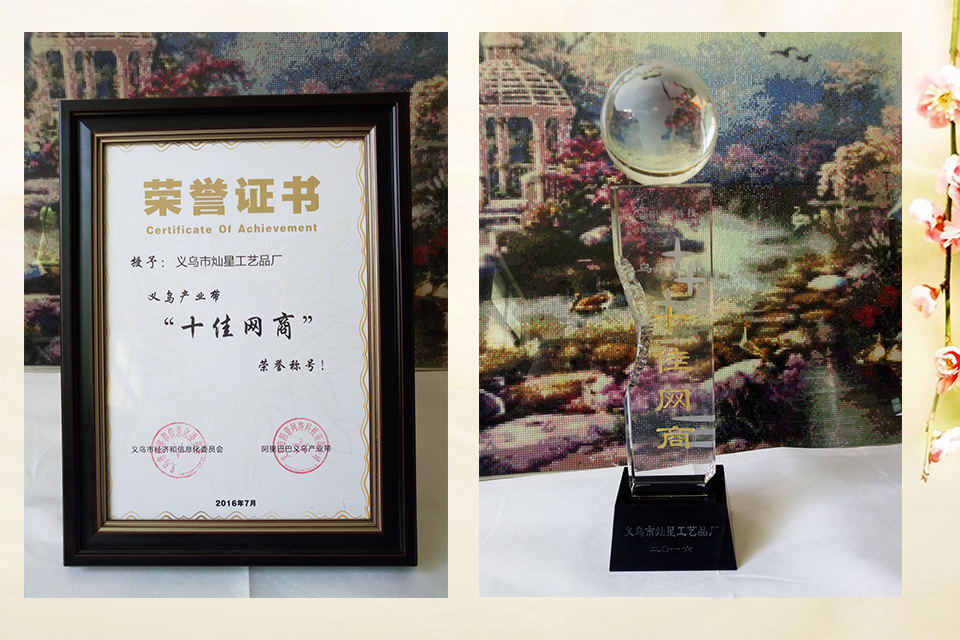 荣誉证书
Certificate Of Achievement
授予：义乌市灿星工艺品厂
义乌产业带
“十佳网商”
荣誉称号！
义乌市经济和信息化委员会
阿里巴巴义乌产业带
2016年7月
十佳网商
义乌市灿星工艺品厂
二〇一六